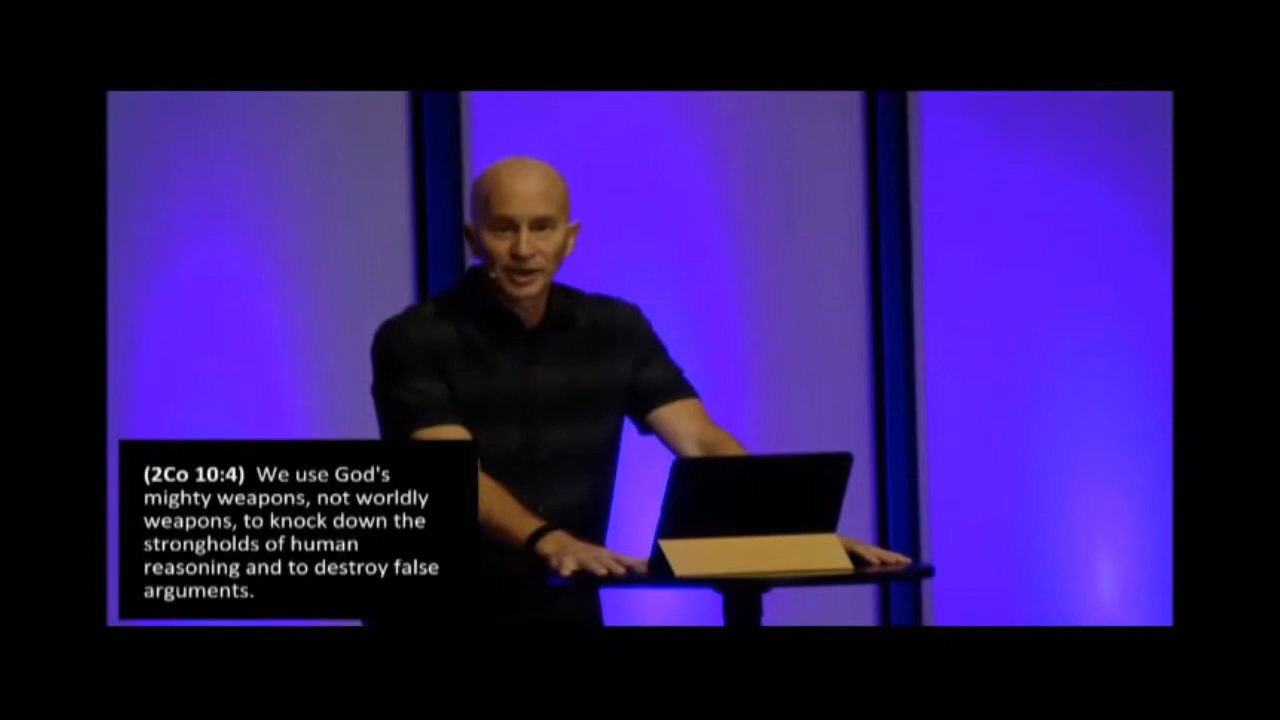 (2Co 10:4)  We use God's
mighty weapons, not worldly
weapons, to knock down the
strongholds of human
reasoning and to destroy false
arguments.